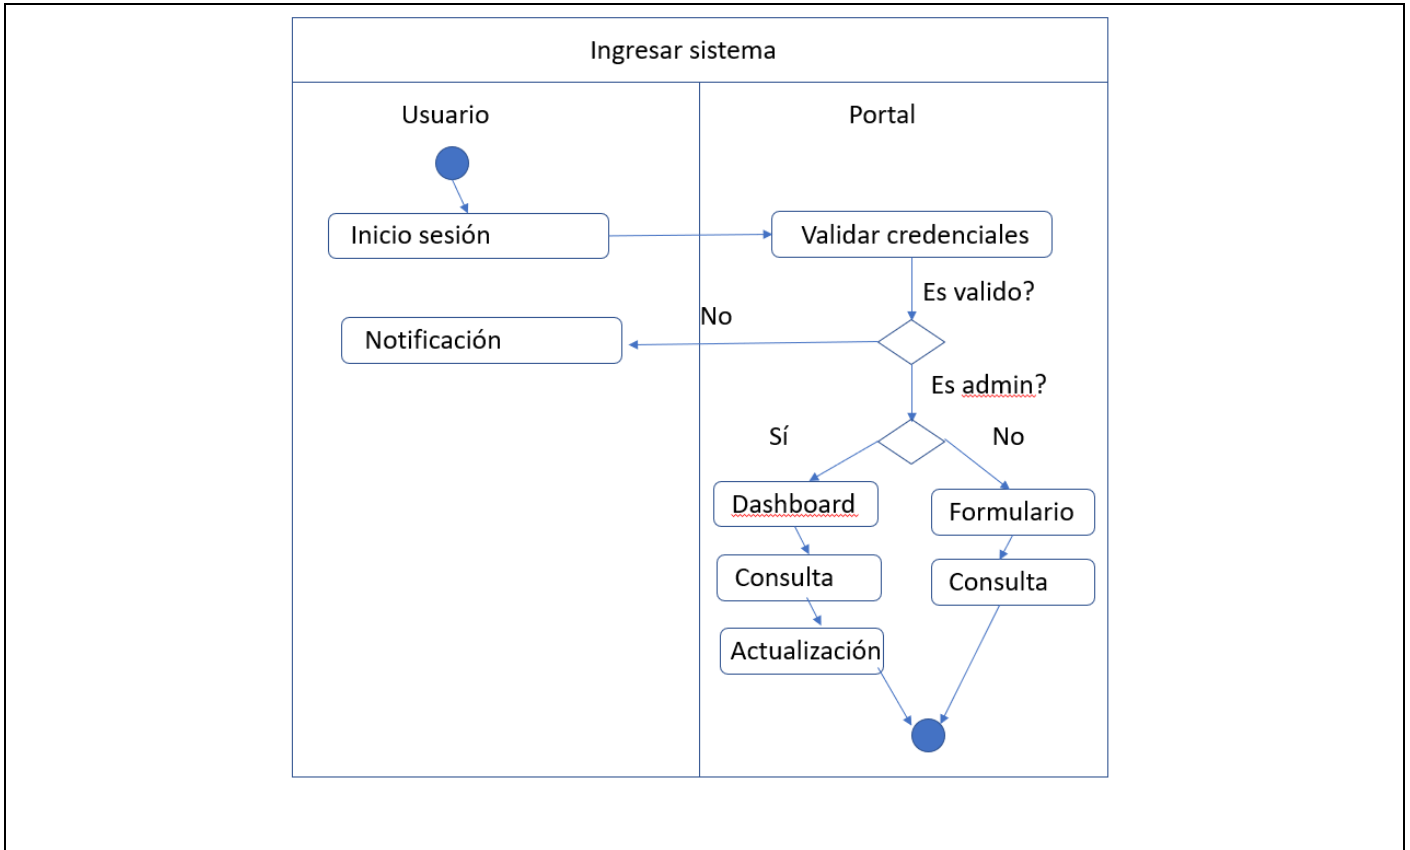 Ingresar sistema
Usuario
Portal
Inicio sesión
Validar credenciales
Es valido?
No
Notificación
Es admin?
Sí
No
Dashboard
Formulario
Consulta
Consulta
Actualización